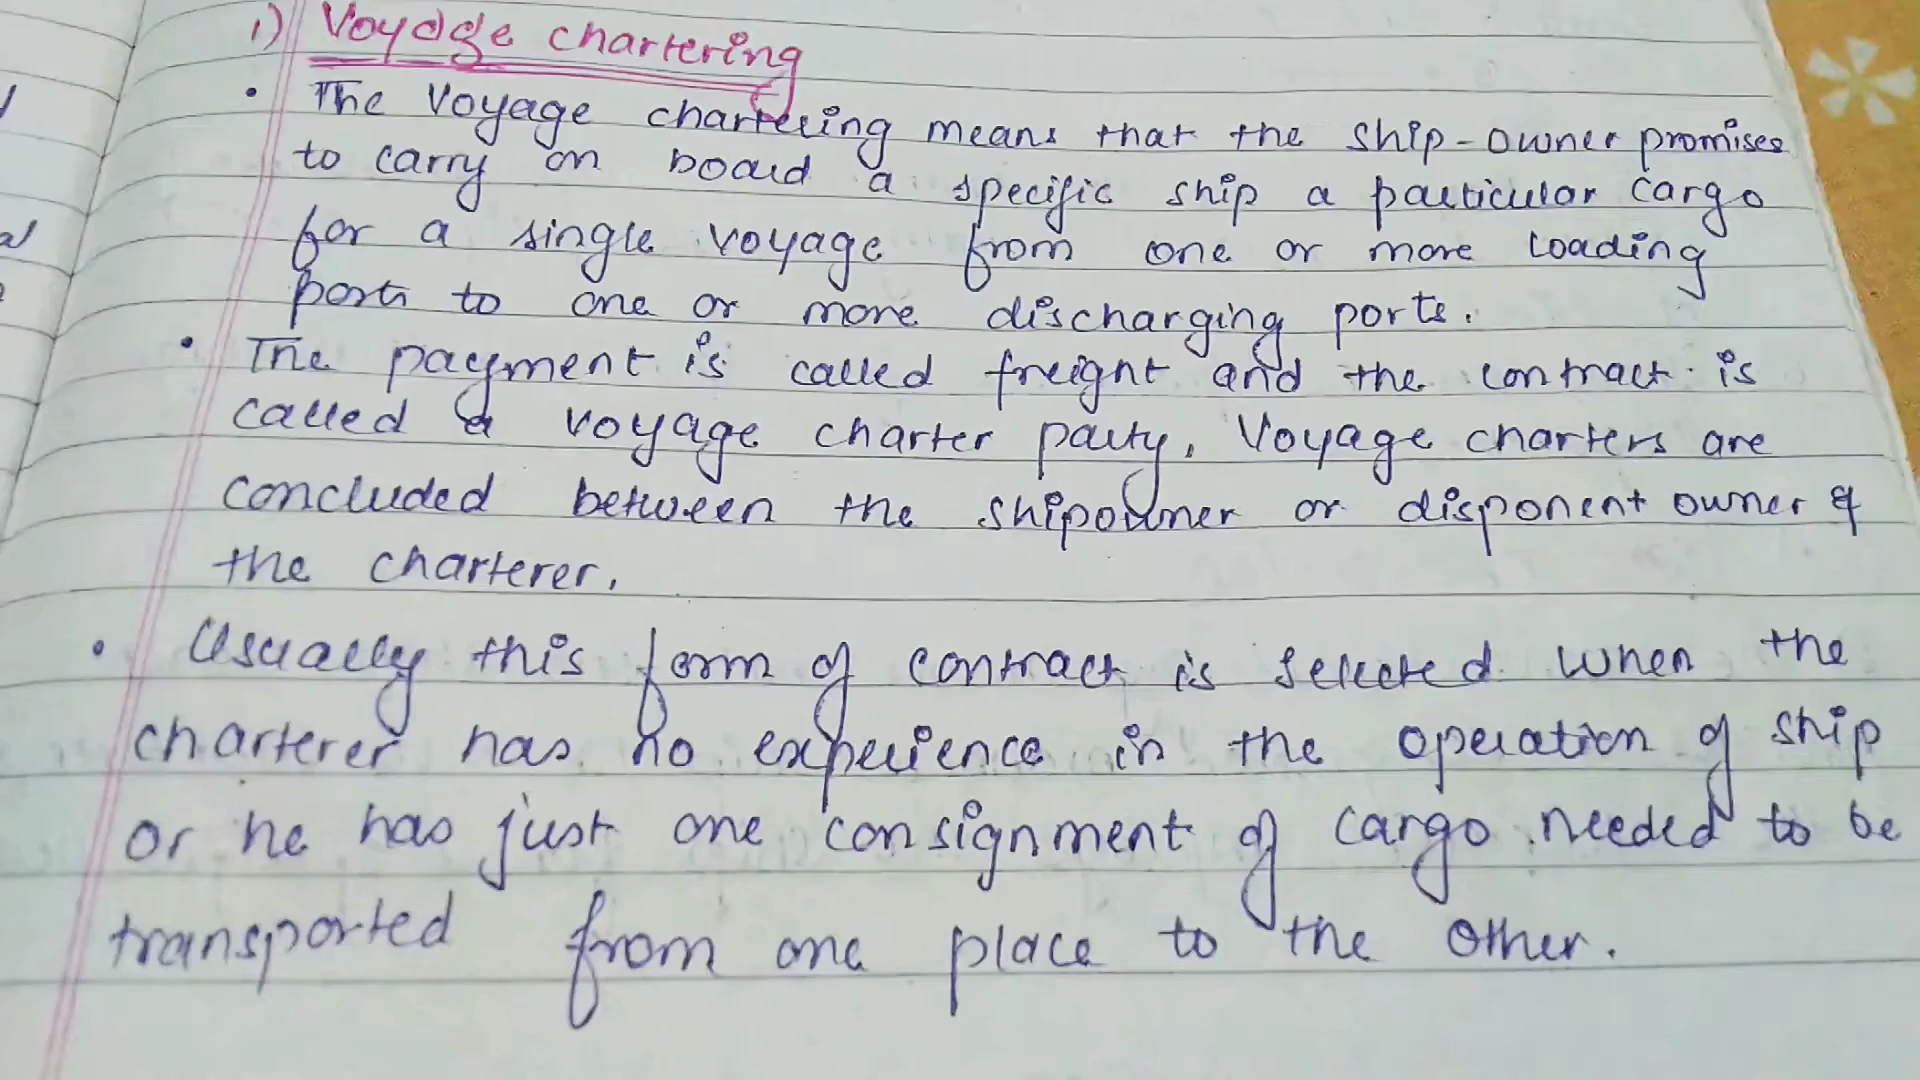 1) Voyage chartering
• The Voyage chartering means that the ship-owner promises
to carry on board a specific ship a particular cargo
for a single voyage from one or more loading
ports to one or more discharging ports.
• The payment is called freight and the contract is
called a voyage charter party. Voyage charters are
concluded between the shipowner or disponent owner &
the charterer.
• Usually this form of contract is selected when the
charterer has no experience in the operation of ship
or he has just one consignment of cargo needed to be
transported from one place to the other.